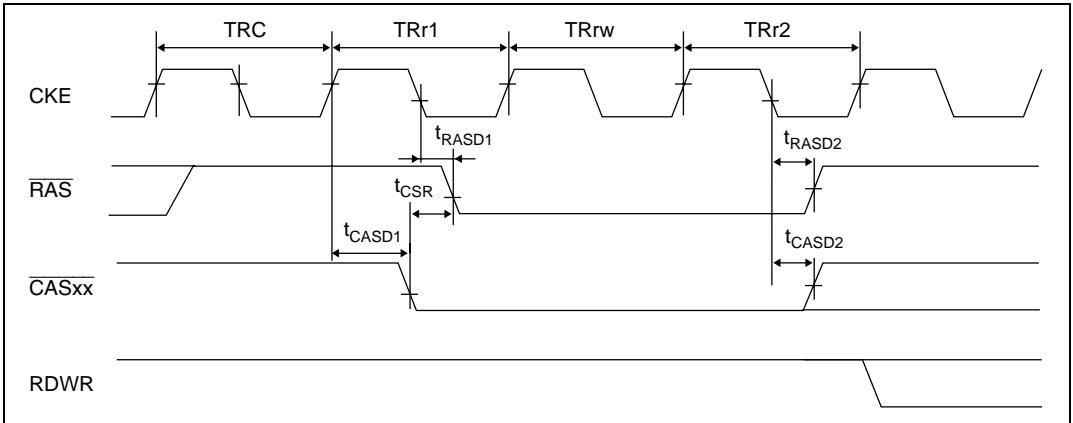 TRC TRr1 TRrw TRr2
CKE
tRASD1 tRASD2
RAS
tCSR
tCASD1 tCASD2
CASxx
RDWR